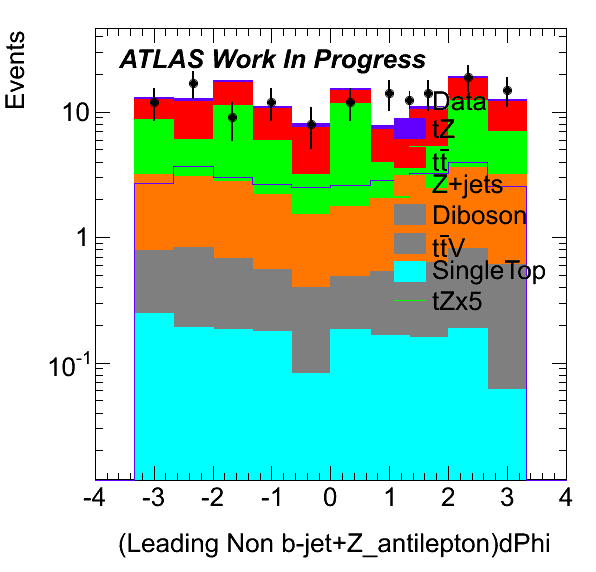 Events
ATLAS Work In Progress
Data
tZ
tt̄
Z+jets
Diboson
tt̄V
SingleTop
tZx5
10
1
10⁻¹
-4 -3 -2 -1 0 1 2 3 4
(Leading Non b-jet+Z_antilepton)dPhi